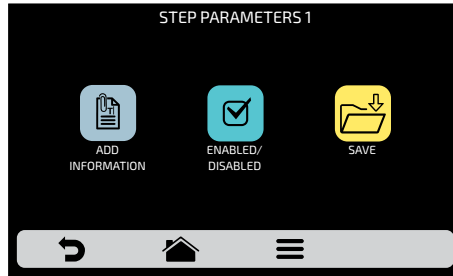 STEP PARAMETERS 1
ADD
INFORMATION
ENABLED/
DISABLED
SAVE